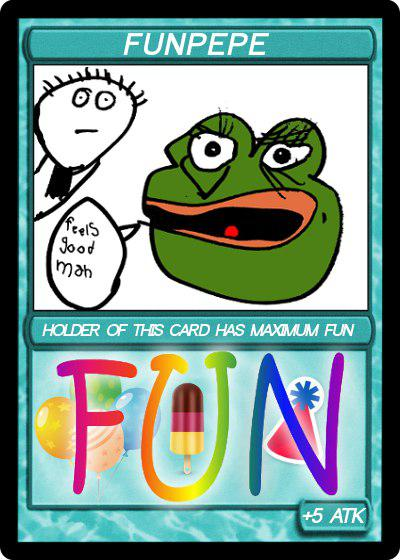 FUNPEPE
feels
good
man
HOLDER OF THIS CARD HAS MAXIMUM FUN
FUN
+5 ATK